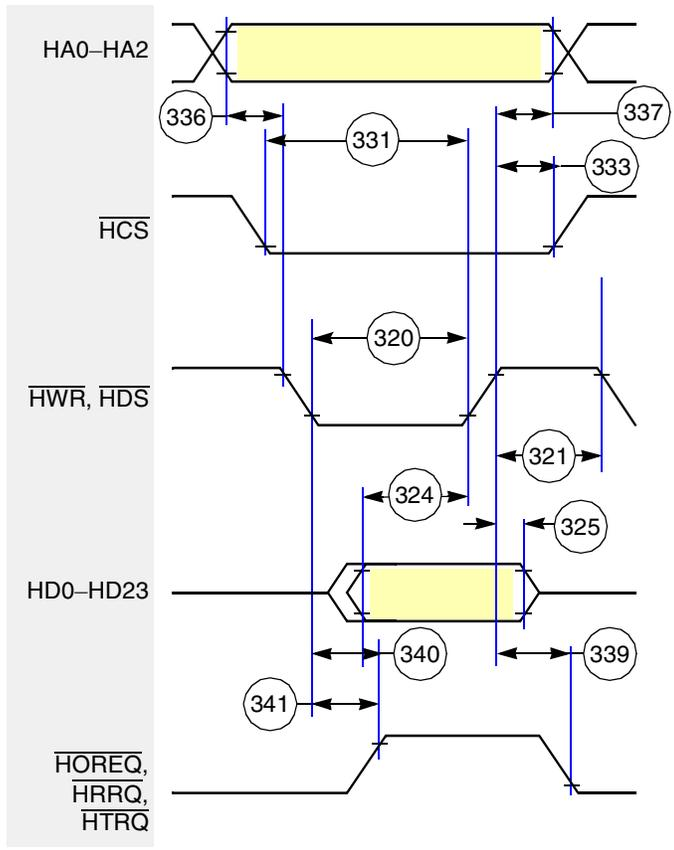 HA0–HA2
336
337
331
333
HCS
320
HWR, HDS
321
324
325
HD0–HD23
340
339
341
HOREQ,
HRRQ,
HTRQ